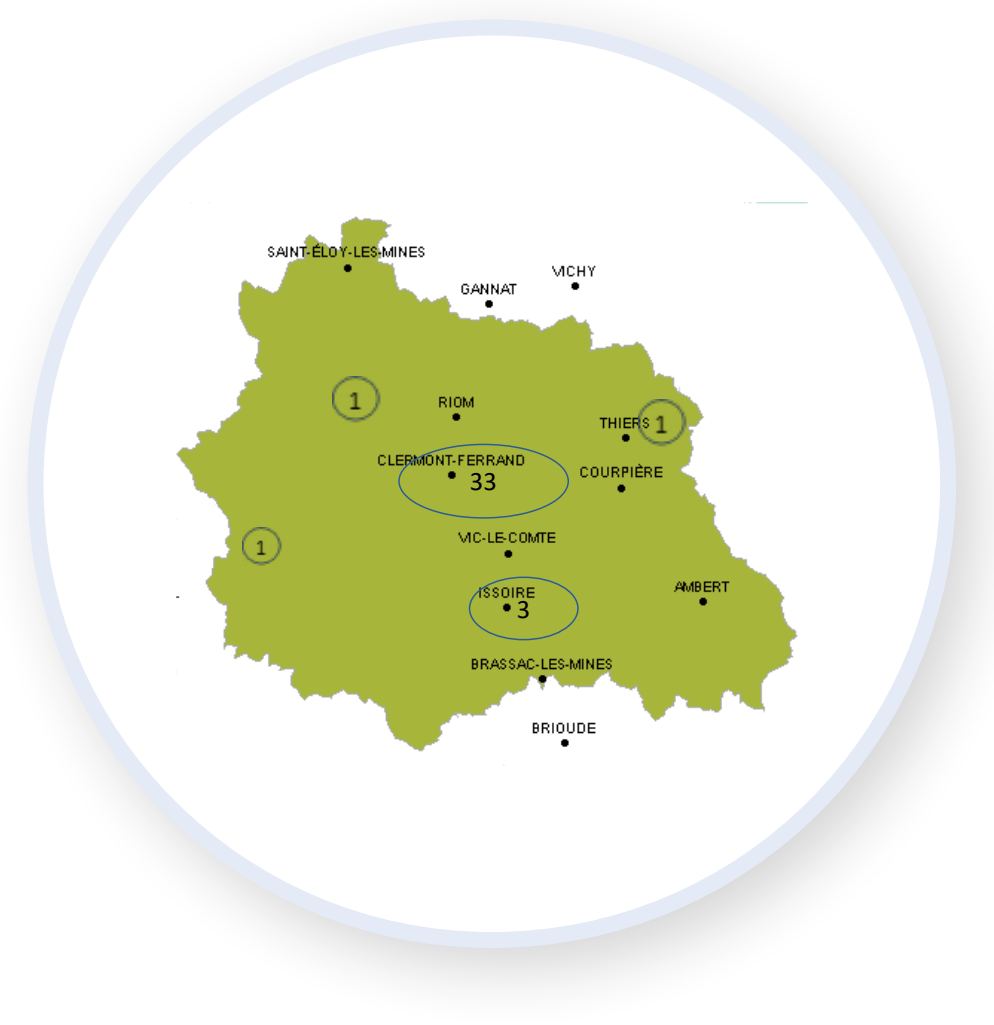 SAINT-ÉLOY-LES-MINES
VICHY
GANNAT
1
RIOM
THIERS
1
CLERMONT-FERRAND
33
COURPIÈRE
VIC-LE-COMTE
1
AMBERT
ISSOIRE
3
BRASSAC-LES-MINES
BRIOUDE